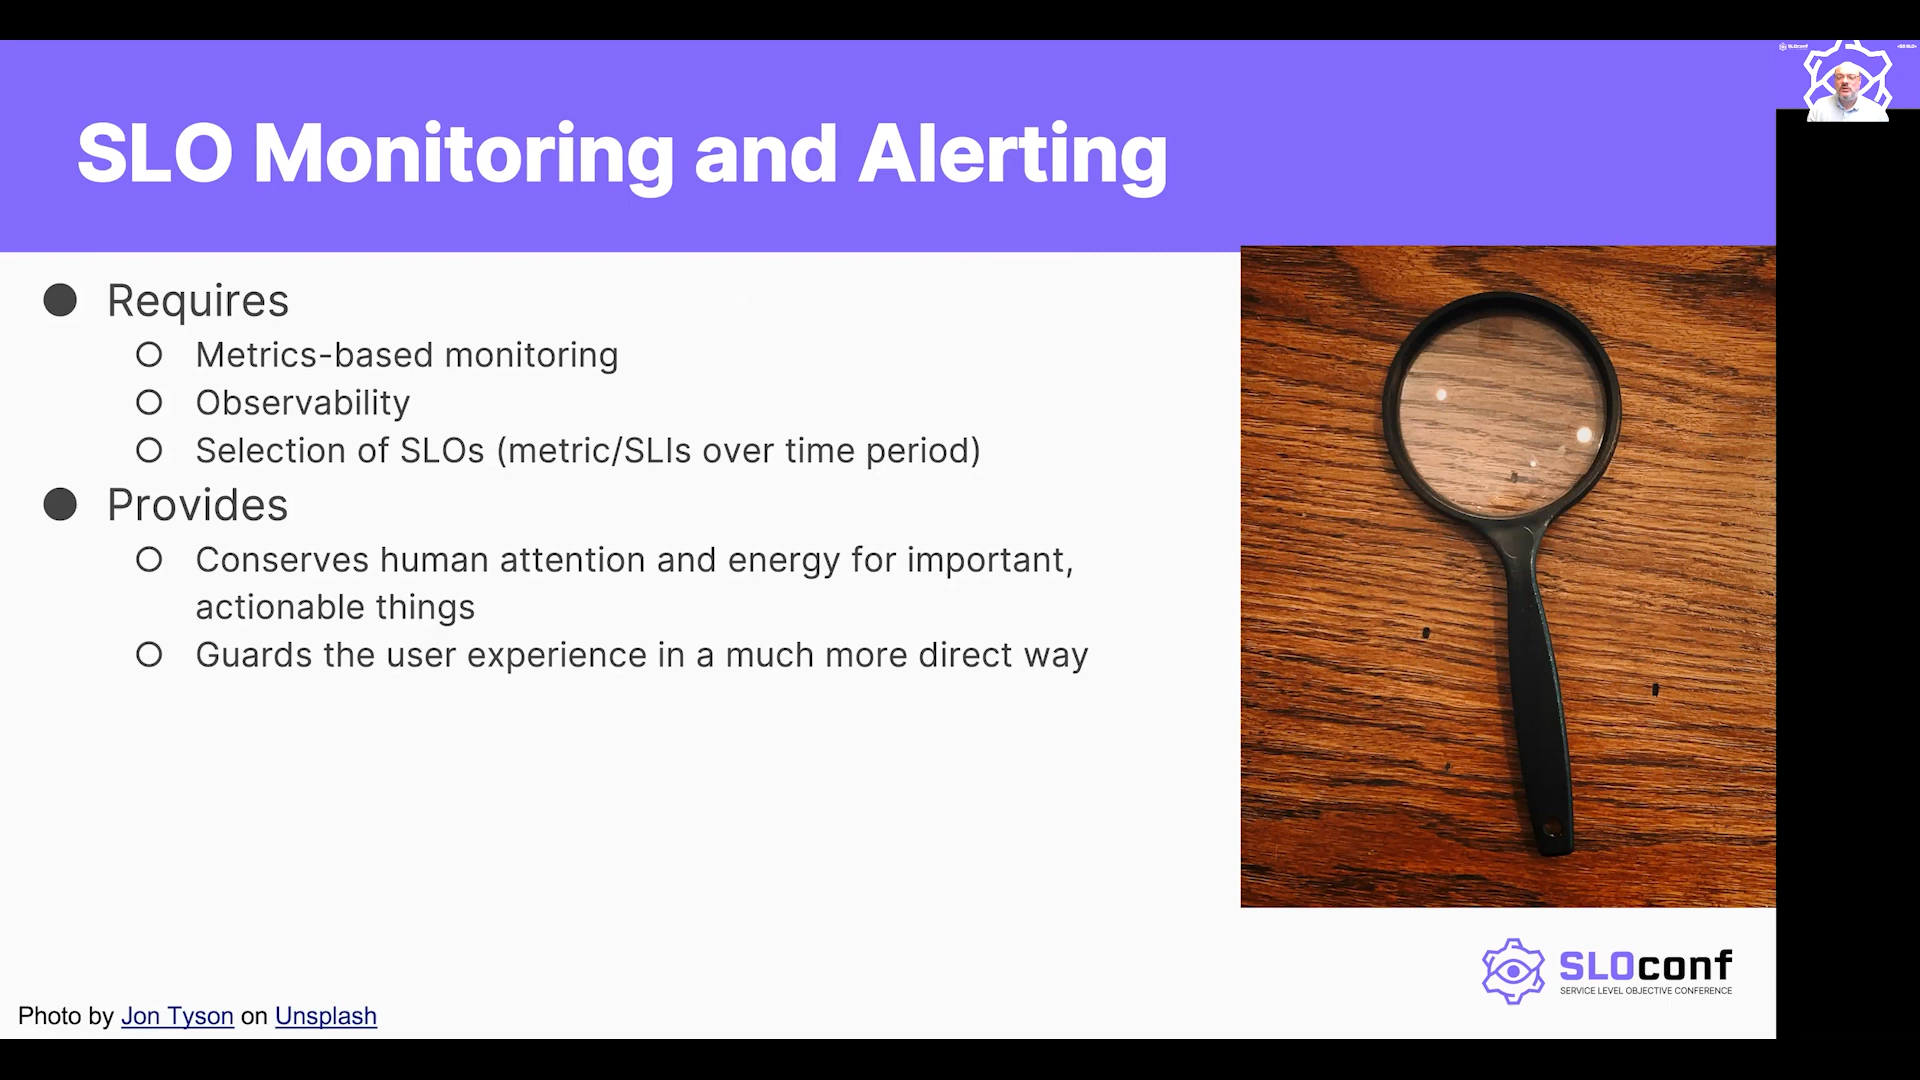 SLO Monitoring and Alerting
Requires
Metrics-based monitoring
Observability
Selection of SLOs (metric/SLIs over time period)
Provides
Conserves human attention and energy for important,
actionable things
Guards the user experience in a much more direct way
SLOconf
SERVICE LEVEL OBJECTIVE CONFERENCE
Photo by Jon Tyson on Unsplash